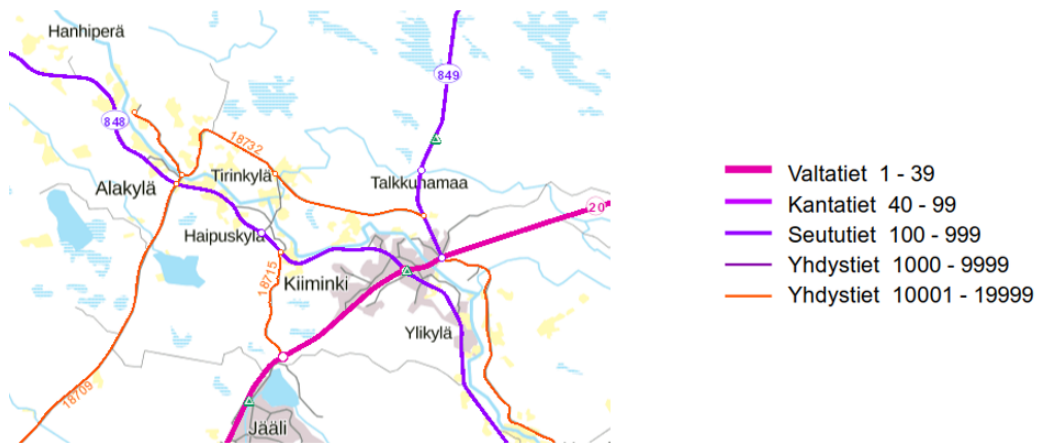 Hanhiperä
849
848
18732
Tirinkylä
Talkkunamaa
Alakylä
20
Haipuskylä
18715
Kiiminki
Ylikylä
18709
Jääli
Valtatiet 1 - 39
Kantatiet 40 - 99
Seututiet 100 - 999
Yhdystiet 1000 - 9999
Yhdystiet 10001 - 19999